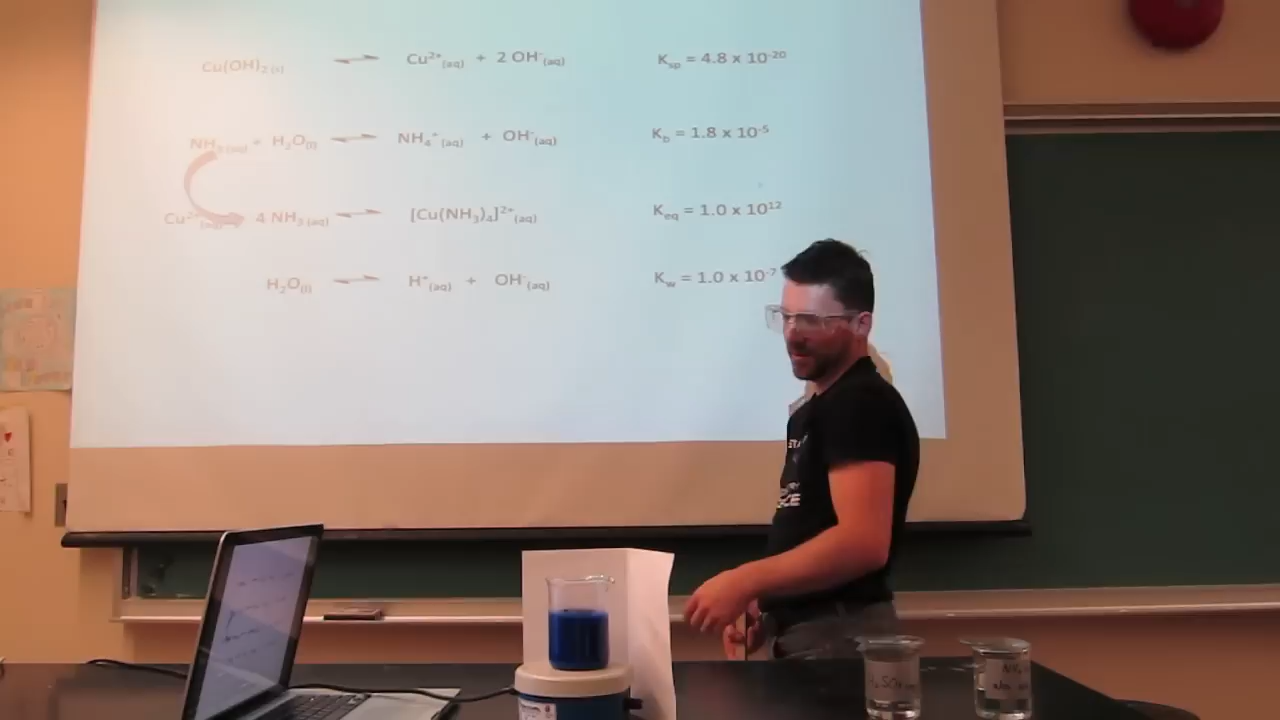 Cu(OH)₂ (s) ⇌ Cu²⁺(aq) + 2 OH⁻(aq) Ksp = 4.8 x 10⁻²⁰
NH₃ (aq) + H₂O(l) ⇌ NH₄⁺(aq) + OH⁻(aq) Kb = 1.8 x 10⁻⁵
Cu²⁺(aq) 4 NH₃ (aq) ⇌ [Cu(NH₃)₄]²⁺(aq) Keq = 1.0 x 10¹²
H₂O(l) ⇌ H⁺(aq) + OH⁻(aq) Kw = 1.0 x 10⁻⁷
H₂SO₄